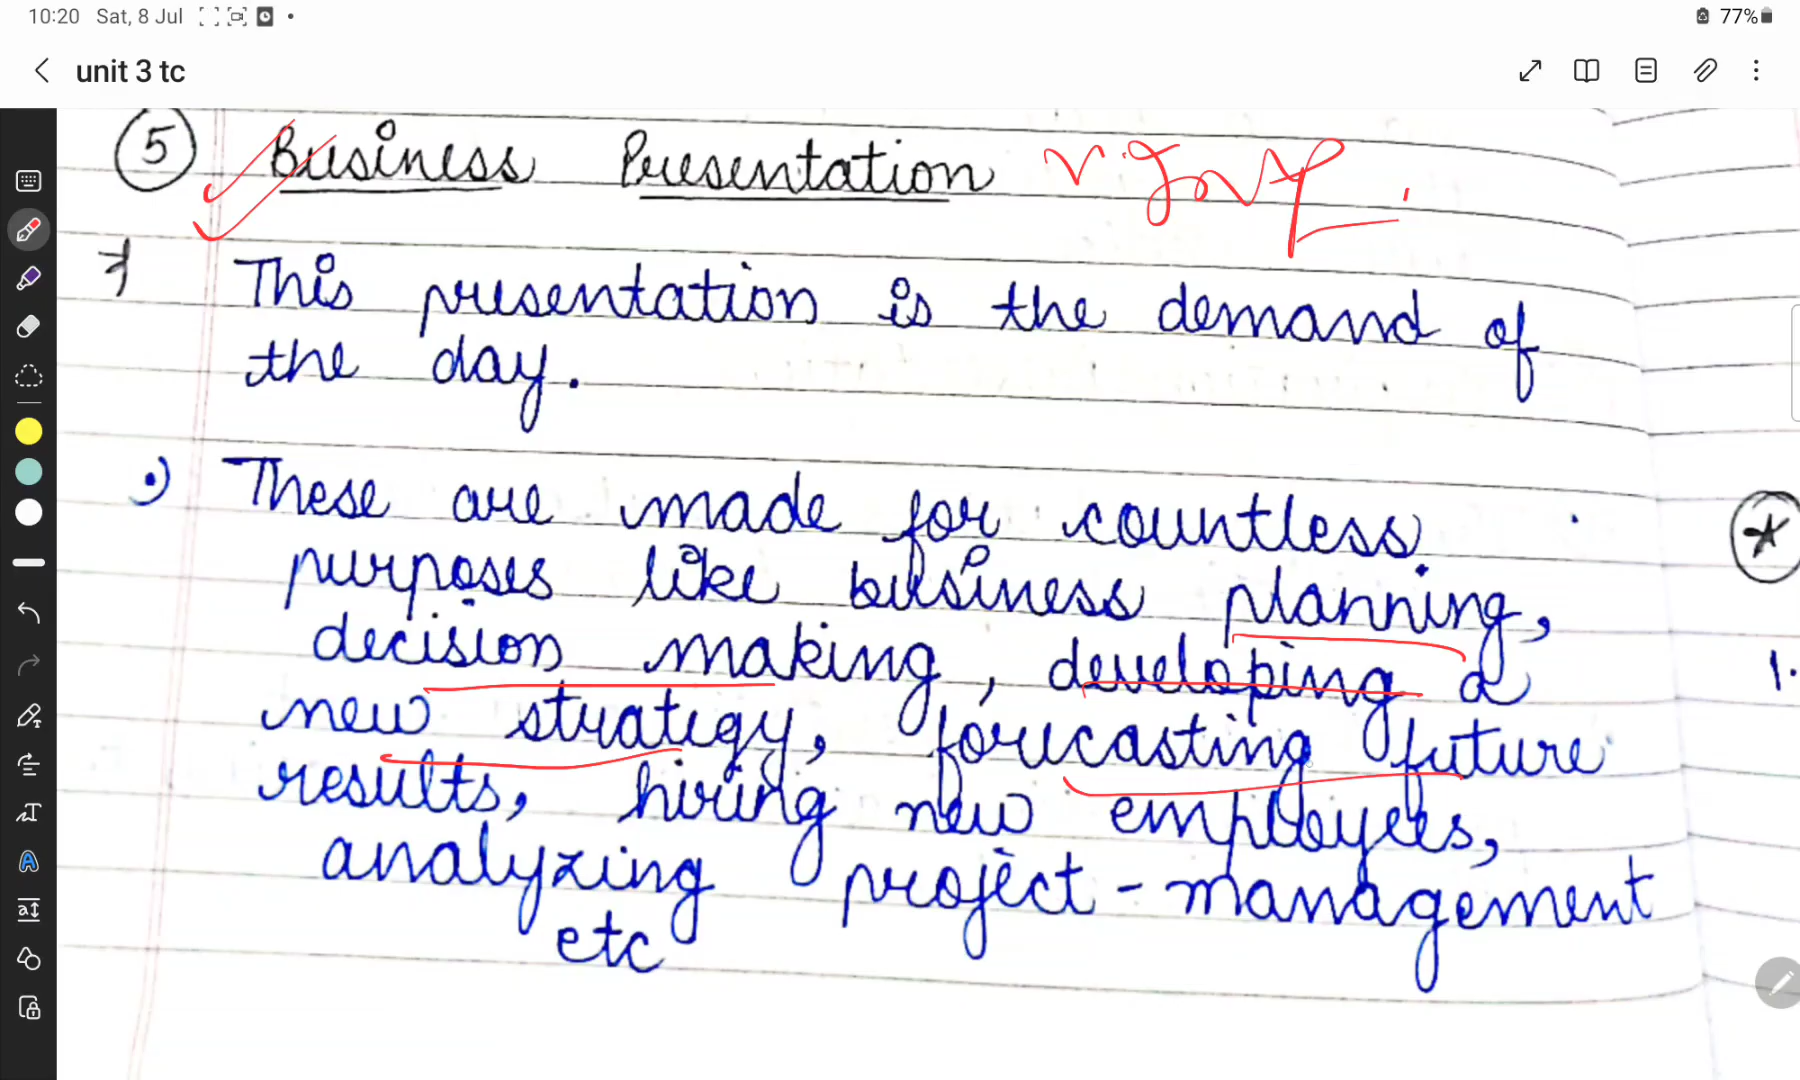 10:20 Sat, 8 Jul
77%
unit 3 tc
5 Business Presentation v. Imp.
This presentation is the demand of
the day.
These are made for countless
purposes like business planning,
decision making, developing a
new strategy, forecasting future
results, hiring new employees,
analyzing project-management
etc
1.